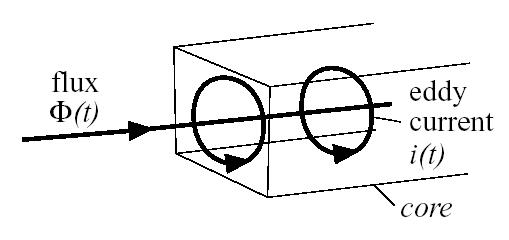 flux
Φ(t)
eddy
current
i(t)
core